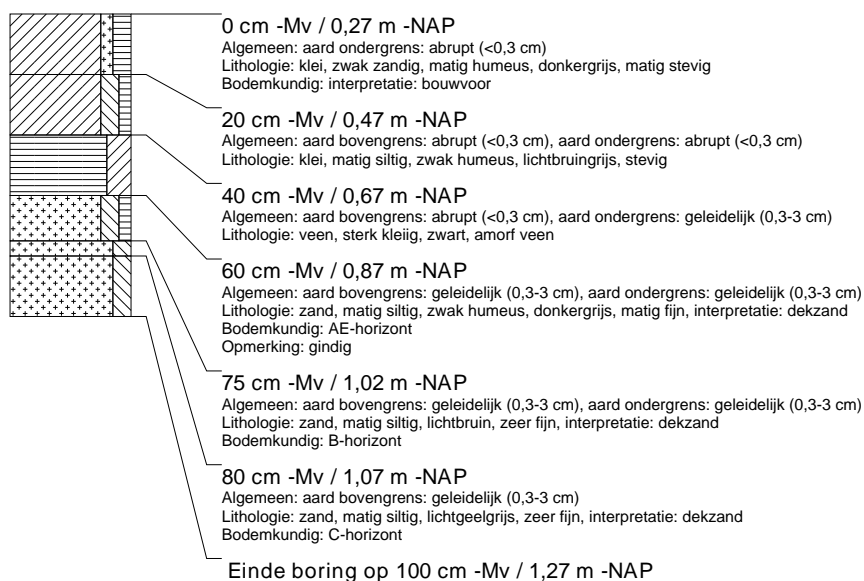 0 cm -Mv / 0,27 m -NAP
Algemeen: aard ondergrens: abrupt (<0,3 cm)
Lithologie: klei, zwak zandig, matig humeus, donkergrijs, matig stevig
Bodemkundig: interpretatie: bouwvoor
20 cm -Mv / 0,47 m -NAP
Algemeen: aard bovengrens: abrupt (<0,3 cm), aard ondergrens: abrupt (<0,3 cm)
Lithologie: klei, matig siltig, zwak humeus, lichtbruingrijs, stevig
40 cm -Mv / 0,67 m -NAP
Algemeen: aard bovengrens: abrupt (<0,3 cm), aard ondergrens: geleidelijk (0,3-3 cm)
Lithologie: veen, sterk kleiig, zwart, amorf veen
60 cm -Mv / 0,87 m -NAP
Algemeen: aard bovengrens: geleidelijk (0,3-3 cm), aard ondergrens: geleidelijk (0,3-3 cm)
Lithologie: zand, matig siltig, zwak humeus, donkergrijs, matig fijn, interpretatie: dekzand
Bodemkundig: AE-horizont
Opmerking: gindig
75 cm -Mv / 1,02 m -NAP
Algemeen: aard bovengrens: geleidelijk (0,3-3 cm), aard ondergrens: geleidelijk (0,3-3 cm)
Lithologie: zand, matig siltig, lichtbruin, zeer fijn, interpretatie: dekzand
Bodemkundig: B-horizont
80 cm -Mv / 1,07 m -NAP
Algemeen: aard bovengrens: geleidelijk (0,3-3 cm)
Lithologie: zand, matig siltig, lichtgeelgrijs, zeer fijn, interpretatie: dekzand
Bodemkundig: C-horizont
Einde boring op 100 cm -Mv / 1,27 m -NAP